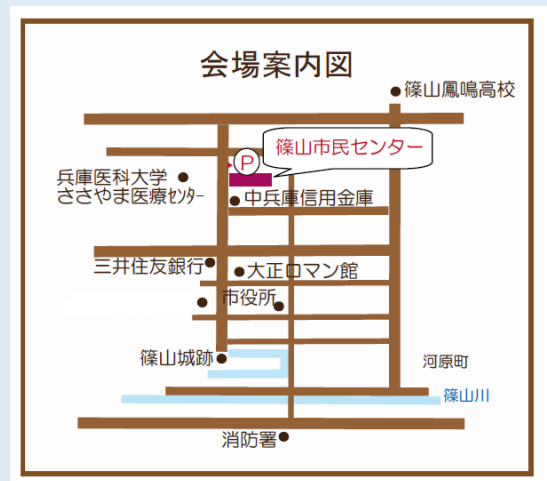 会場案内図
篠山鳳鳴高校
篠山市民センター
P
兵庫医科大学
ささやま医療ｾﾝﾀｰ
中兵庫信用金庫
三井住友銀行
大正ロマン館
市役所
篠山城跡
河原町
篠山川
消防署